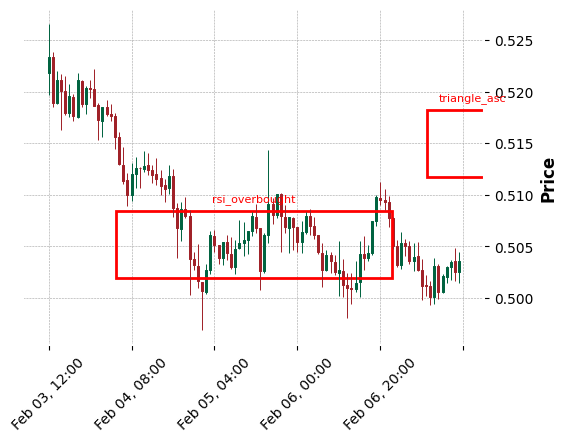 0.525
0.520
0.515
0.510
0.505
0.500
Price
triangle_asc
rsi_overbought
Feb 03, 12:00
Feb 04, 08:00
Feb 05, 04:00
Feb 06, 00:00
Feb 06, 20:00